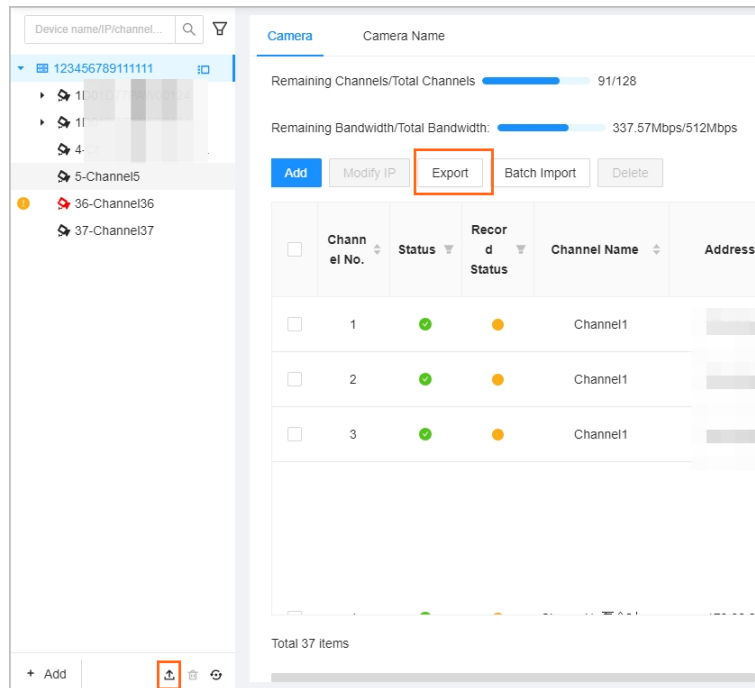 Device name/IP/channel...
123456789111111
5-Channel5
36-Channel36
37-Channel37
+ Add
Camera
Camera Name
Remaining Channels/Total Channels 91/128
Remaining Bandwidth/Total Bandwidth: 337.57Mbps/512Mbps
Add
Modify IP
Export
Batch Import
Delete
Chann
el No.
Status
Recor
d
Status
Channel Name
Address
1
Channel1
2
Channel1
3
Channel1
Total 37 items